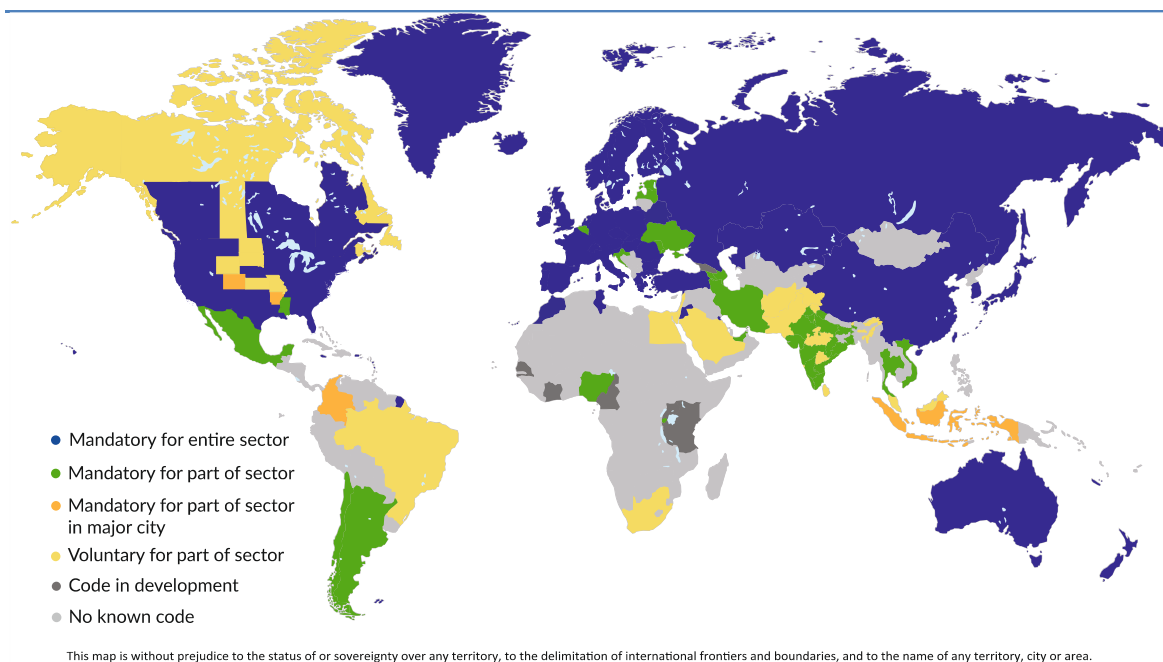 Mandatory for entire sector
Mandatory for part of sector
Mandatory for part of sector
in major city
Voluntary for part of sector
Code in development
No known code
This map is without prejudice to the status of or sovereignty over any territory, to the delimitation of international frontiers and boundaries, and to the name of any territory, city or area.